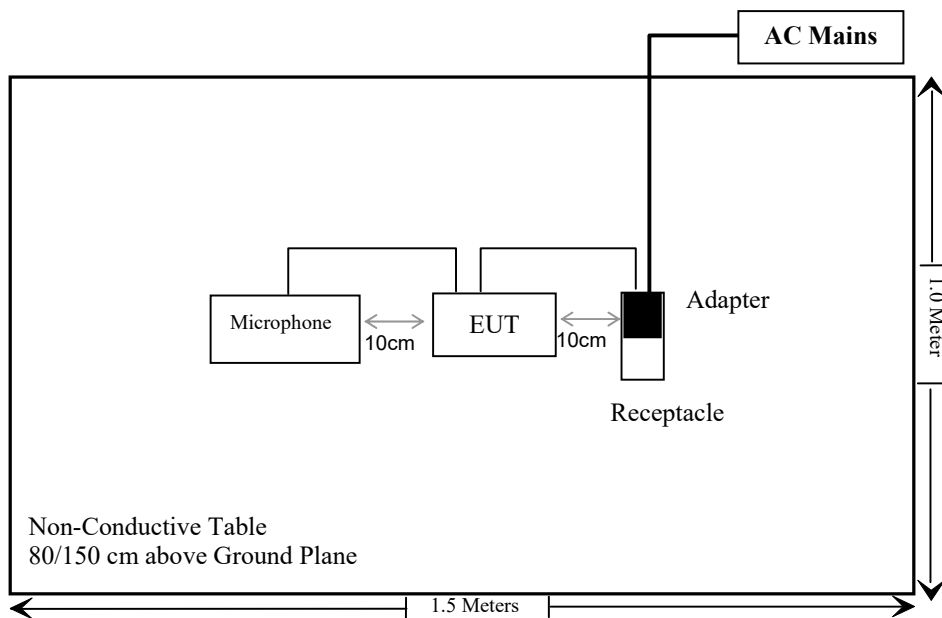 AC Mains
Microphone
10cm
EUT
10cm
Adapter
Receptacle
1.0 Meter
Non-Conductive Table
80/150 cm above Ground Plane
1.5 Meters